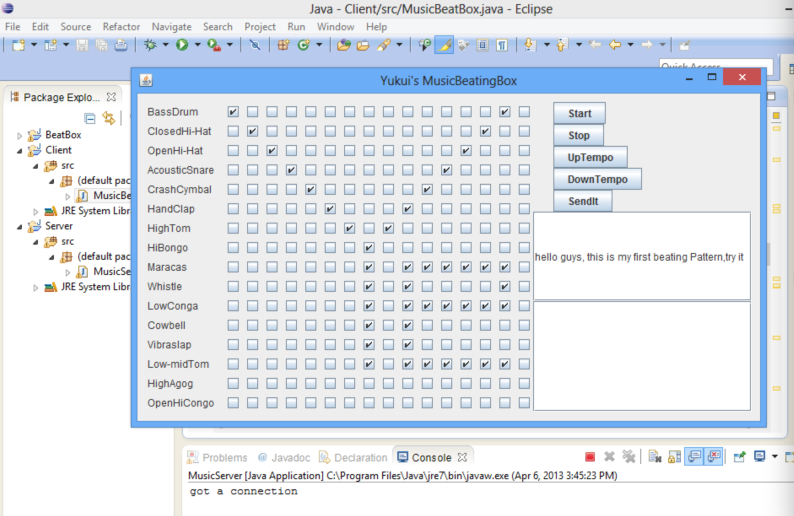 Java - Client/src/MusicBeatBox.java - Eclipse
File Edit Source Refactor Navigate Search Project Run Window Help
Quick Access
Package Explo...
BeatBox
Client
src
(default pac
MusicBe
JRE System Libr
Server
src
(default pac
MusicSe
JRE System Libr
Yukui's MusicBeatingBox
BassDrum
ClosedHi-Hat
OpenHi-Hat
AcousticSnare
CrashCymbal
HandClap
HighTom
HiBongo
Maracas
Whistle
LowConga
Cowbell
Vibraslap
Low-midTom
HighAgog
OpenHiCongo
Start
Stop
UpTempo
DownTempo
SendIt
hello guys, this is my first beating Pattern,try it
Problems @ Javadoc Declaration Console
MusicServer [Java Application] C:\Program Files\Java\jre7\bin\javaw.exe (Apr 6, 2013 3:45:23 PM)
got a connection